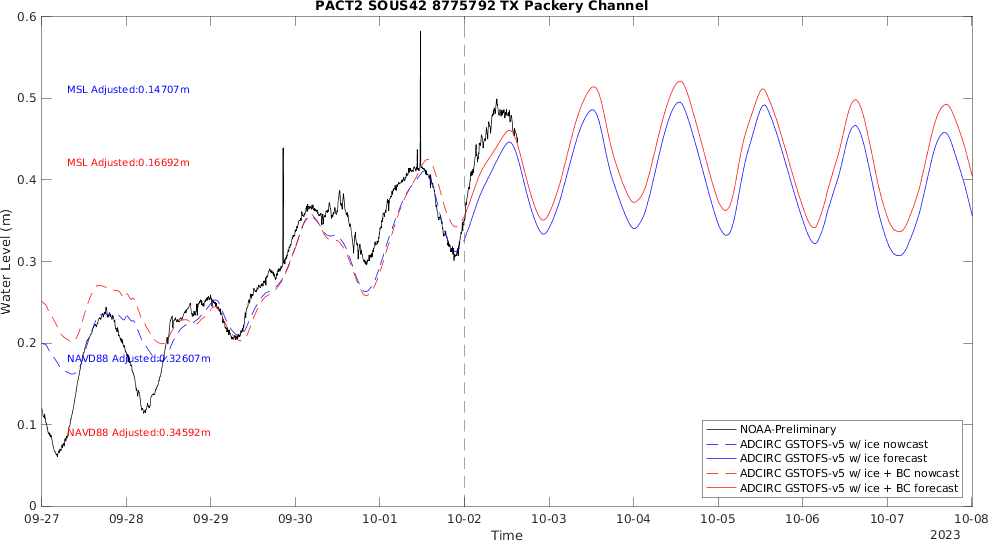 PACT2 SOUS42 8775792 TX Packery Channel
0.6
0.5
0.4
0.3
0.2
0.1
0
Water Level (m)
MSL Adjusted:0.14707m
MSL Adjusted:0.16692m
NAVD88 Adjusted:0.32607m
NAVD88 Adjusted:0.34592m
NOAA-Preliminary
ADCIRC GSTOFS-v5 w/ ice nowcast
ADCIRC GSTOFS-v5 w/ ice forecast
ADCIRC GSTOFS-v5 w/ ice + BC nowcast
ADCIRC GSTOFS-v5 w/ ice + BC forecast
09-27 09-28 09-29 09-30 10-01 10-02 10-03 10-04 10-05 10-06 10-07 10-08
Time
2023